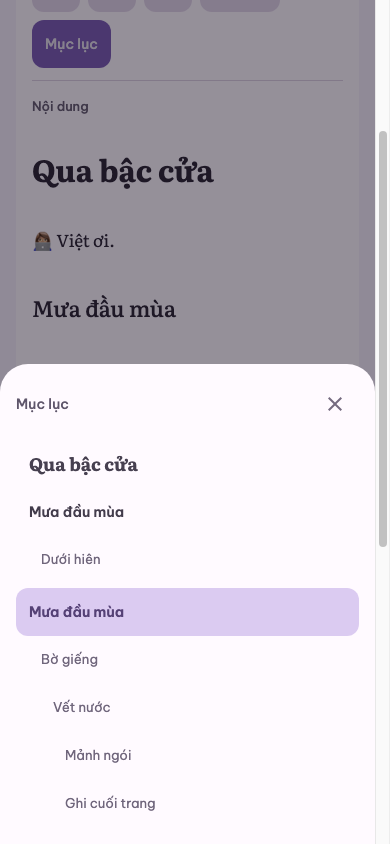 Mục lục
Nội dung
Qua bậc cửa
👩🏻‍💻 Việt ơi.
Mưa đầu mùa
Mục lục
Qua bậc cửa
Mưa đầu mùa
Dưới hiên
Mưa đầu mùa
Bờ giếng
Vết nước
Mảnh ngói
Ghi cuối trang